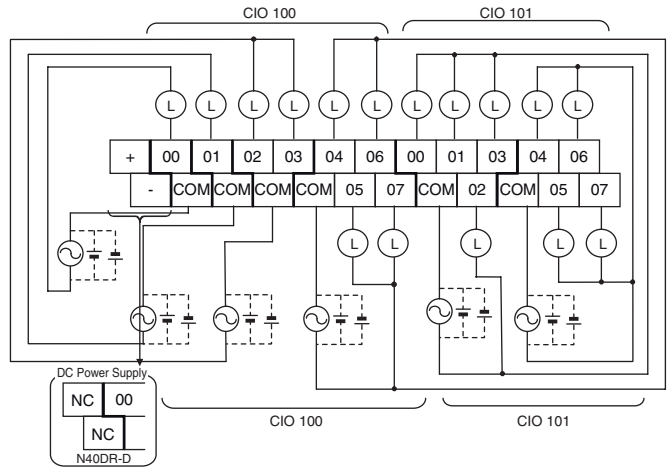 CIO 100 CIO 101
L L L L L L L L L L L
+ 00 01 02 03 04 06 00 01 03 04 06
- COM COM COM COM 05 07 COM 02 COM 05 07
L L L L L
DC Power Supply
NC 00
NC
N40DR-D
CIO 100 CIO 101